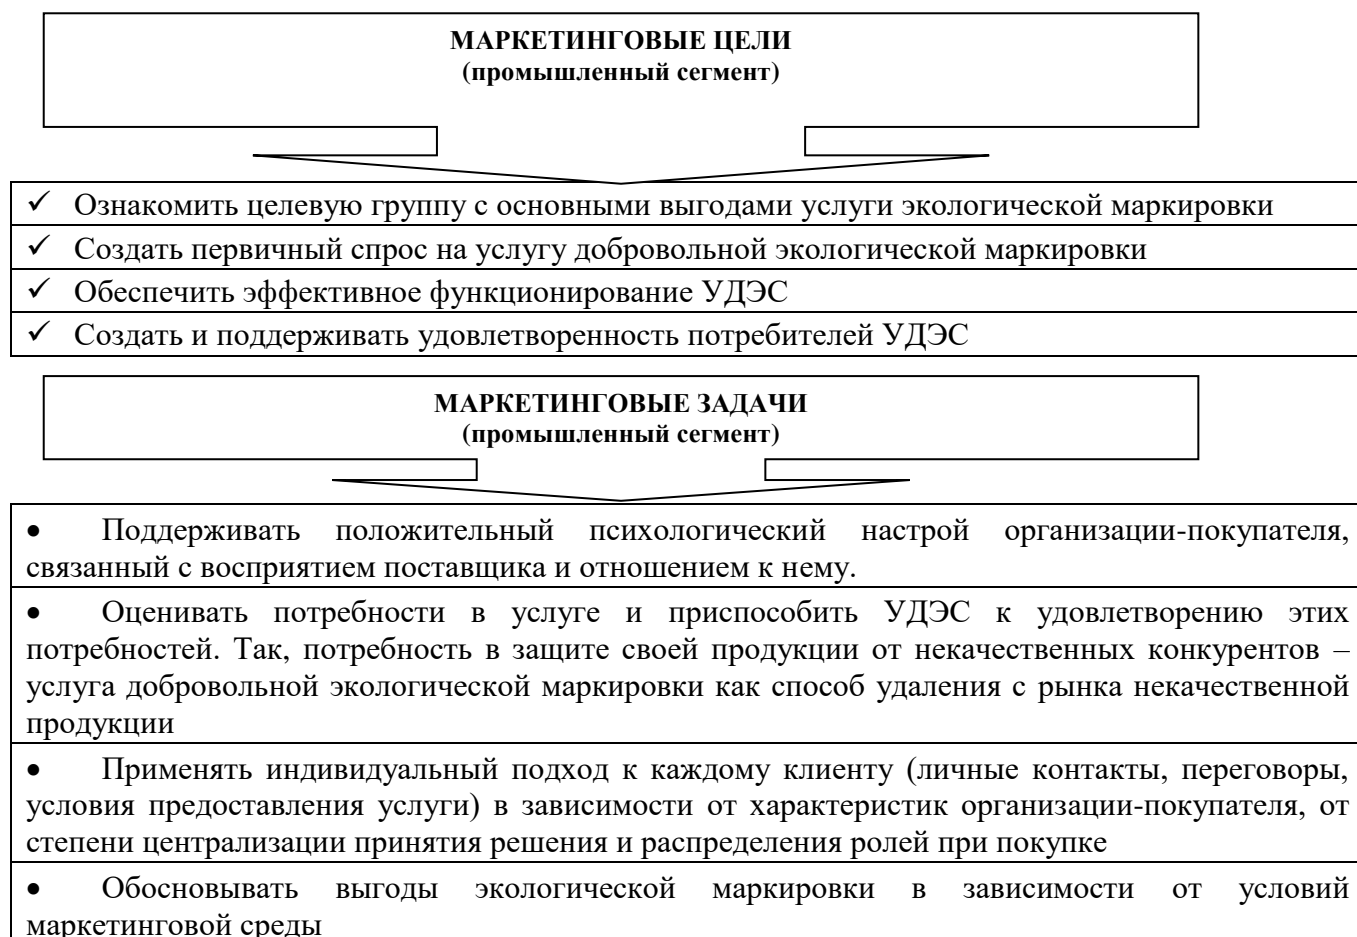 МАРКЕТИНГОВЫЕ ЦЕЛИ
(промышленный сегмент)
✓ Ознакомить целевую группу с основными выгодами услуги экологической маркировки
✓ Создать первичный спрос на услугу добровольной экологической маркировки
✓ Обеспечить эффективное функционирование УДЭС
✓ Создать и поддерживать удовлетворенность потребителей УДЭС
МАРКЕТИНГОВЫЕ ЗАДАЧИ
(промышленный сегмент)
• Поддерживать положительный психологический настрой организации-покупателя,
связанный с восприятием поставщика и отношением к нему.
• Оценивать потребности в услуге и приспособить УДЭС к удовлетворению этих
потребностей. Так, потребность в защите своей продукции от некачественных конкурентов –
услуга добровольной экологической маркировки как способ удаления с рынка некачественной
продукции
• Применять индивидуальный подход к каждому клиенту (личные контакты, переговоры,
условия предоставления услуги) в зависимости от характеристик организации-покупателя, от
степени централизации принятия решения и распределения ролей при покупке
• Обосновывать выгоды экологической маркировки в зависимости от условий
маркетинговой среды